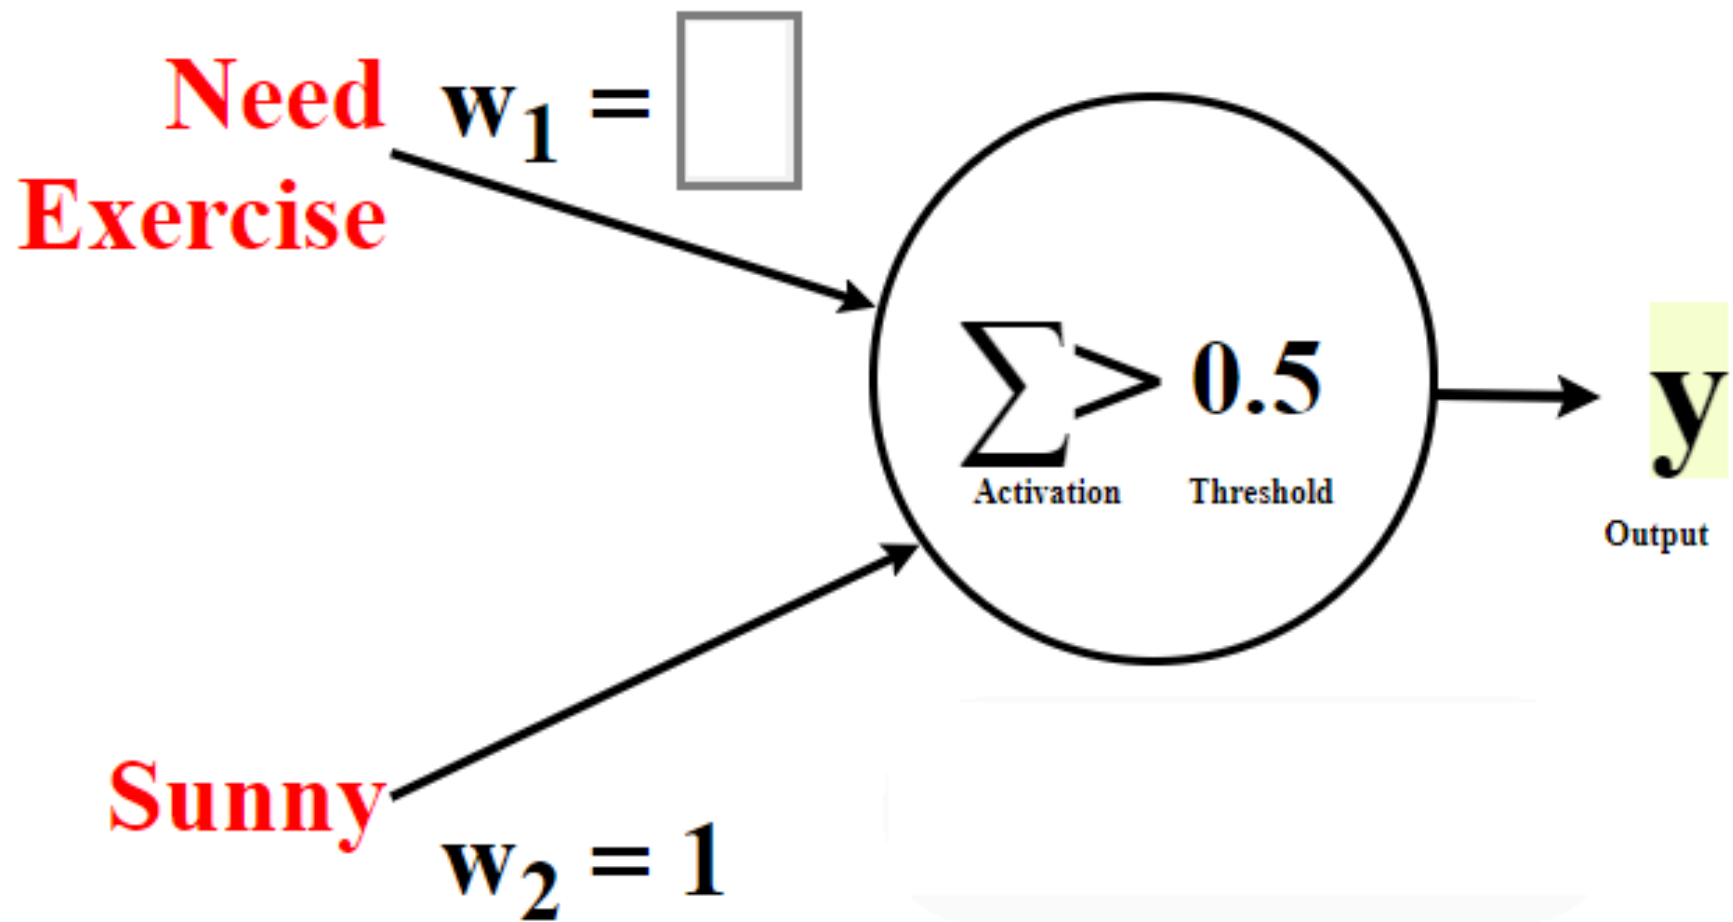 Need
Exercise
w₁ =
∑ > 0.5
Activation Threshold
y
Output
Sunny
w₂ = 1